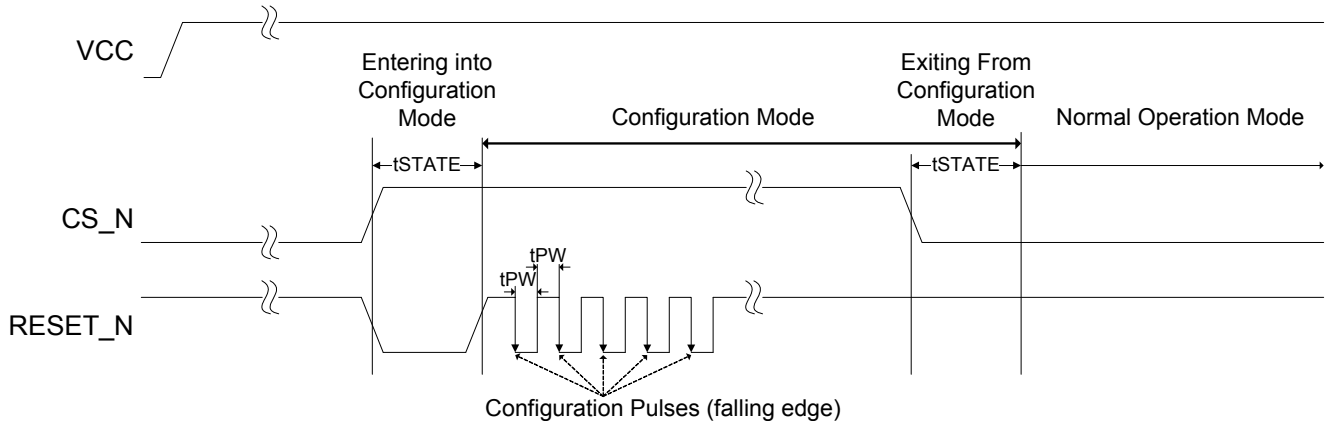 VCC
Entering into
Configuration
Mode
Configuration Mode
Exiting From
Configuration
Mode
Normal Operation Mode
tSTATE
tSTATE
CS_N
tPW
tPW
RESET_N
Configuration Pulses (falling edge)